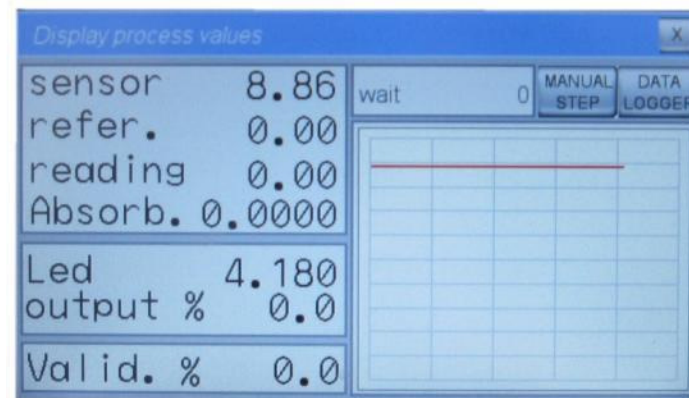 Display process values X
sensor 8.86
refer. 0.00
reading 0.00
Absorb. 0.0000
Led 4.180
output % 0.0
Valid. % 0.0
wait 0
MANUAL STEP
DATA LOGGER